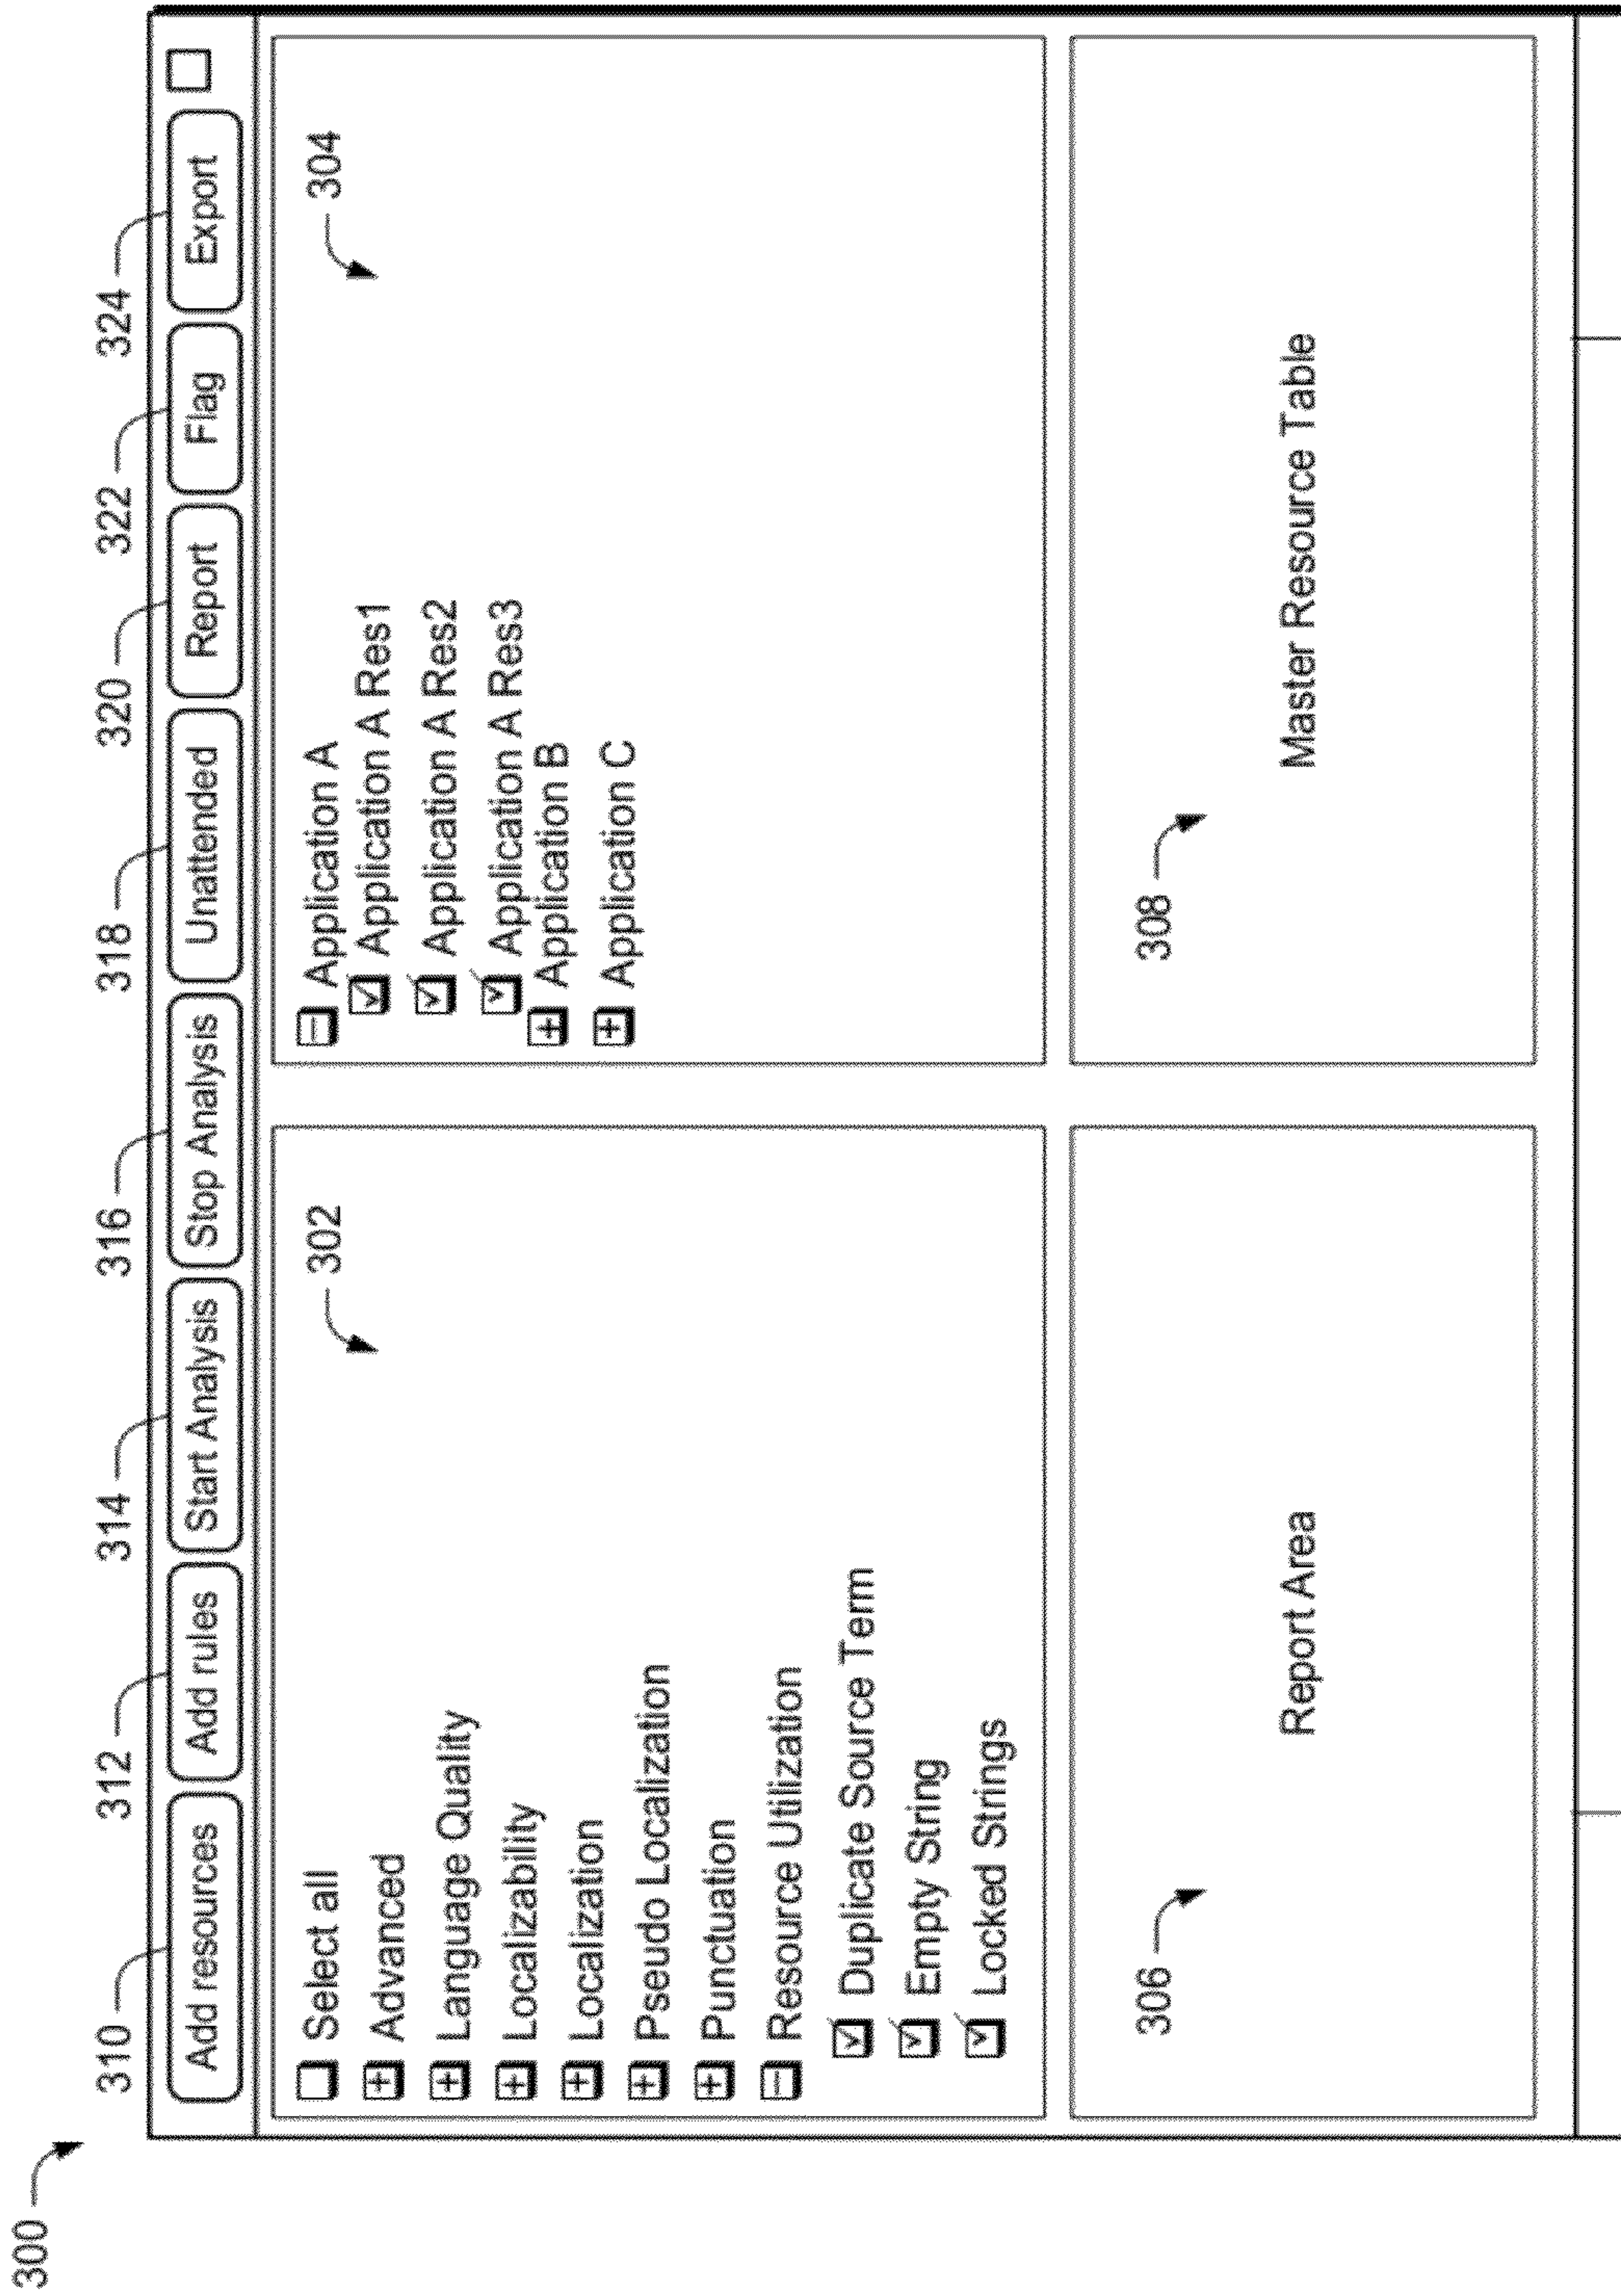 300
310 312 314 316 318 320 322 324
Add resources Add rules Start Analysis Stop Analysis Unattended Report Flag Export
Select all
Advanced
Language Quality
Localizability
Localization
Pseudo Localization
Punctuation
Resource Utilization
Duplicate Source Term
Empty String
Locked Strings
302
Application A
Application A Res1
Application A Res2
Application A Res3
Application B
Application C
304
306
Report Area
308
Master Resource Table